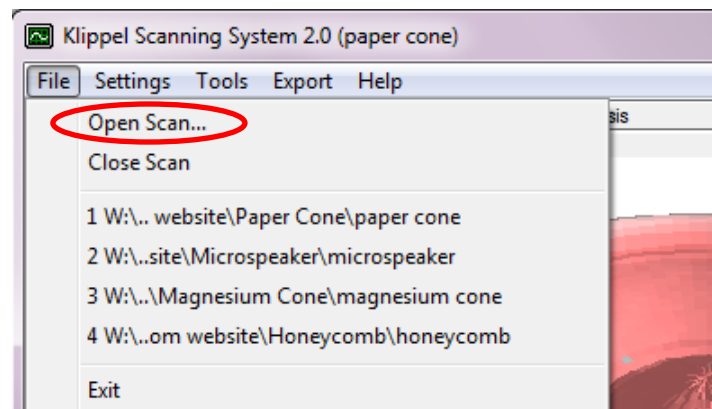 Klippel Scanning System 2.0 (paper cone)
File Settings Tools Export Help
Open Scan...
sis
Close Scan
1 W:\.. website\Paper Cone\paper cone
2 W:\..site\Microspeaker\microspeaker
3 W:\..\Magnesium Cone\magnesium cone
4 W:\..om website\Honeycomb\honeycomb
Exit